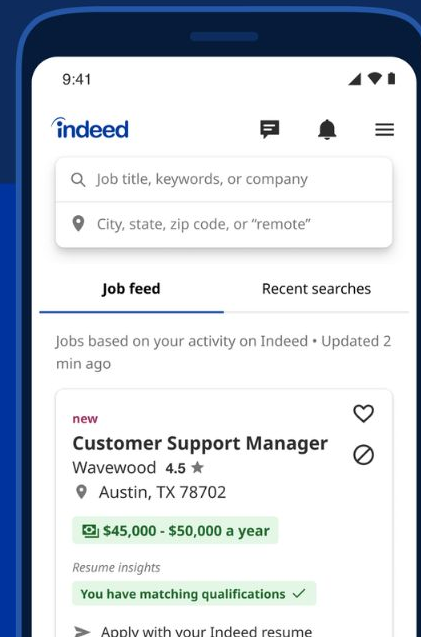 9:41
indeed
Job title, keywords, or company
City, state, zip code, or “remote”
Job feed
Recent searches
Jobs based on your activity on Indeed • Updated 2
min ago
new
Customer Support Manager
Wavewood 4.5 ★
Austin, TX 78702
$45,000 - $50,000 a year
Resume insights
You have matching qualifications ✓
Apply with your Indeed resume